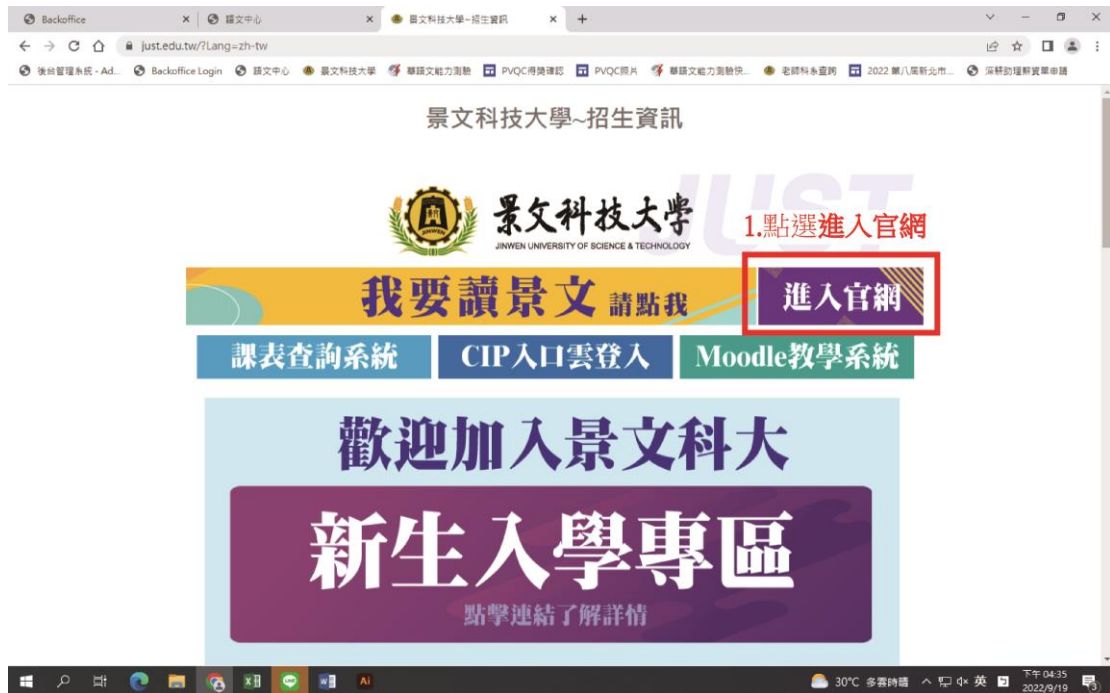 Backoffice
語文中心
景文科技大學~招生資訊
just.edu.tw/?Lang=zh-tw
後台管理系統 - Ad...
Backoffice Login
語文中心
景文科技大學
華語文能力測驗
PVQC得獎確認
PVQC照片
華語文能力測驗快...
老師科系查詢
2022 第八屆新北市...
深耕助理薪資單申請
景文科技大學~招生資訊
JUST
JINWEN
景文科技大学
JINWEN UNIVERSITY OF SCIENCE & TECHNOLOGY
1.點選進入官網
我要讀景文 請點我
進入官網
課表查詢系統
CIP入口雲登入
Moodle教學系統
歡迎加入景文科大
新生入學專區
點擊連結了解詳情
30°C 多雲時晴
英
下午 04:35
2022/9/19